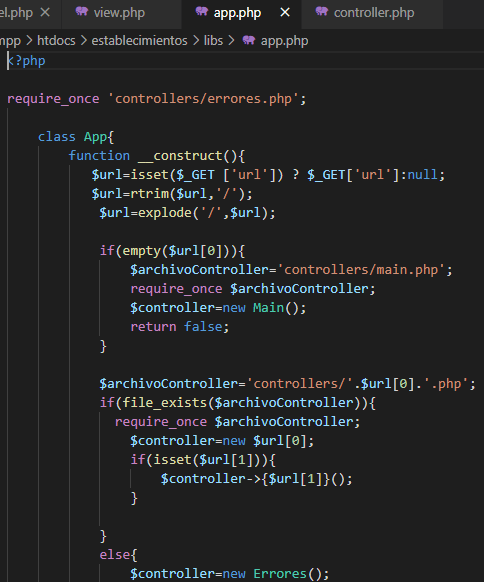 el.php × view.php app.php × controller.php
mpp > htdocs > establecimientos > libs > app.php
<?php
require_once 'controllers/errores.php';
class App{
function __construct(){
$url=isset($_GET ['url']) ? $_GET['url']:null;
$url=rtrim($url,'/');
$url=explode('/',$url);
if(empty($url[0])){
$archivoController='controllers/main.php';
require_once $archivoController;
$controller=new Main();
return false;
}
$archivoController='controllers/'.$url[0].'.php';
if(file_exists($archivoController)){
require_once $archivoController;
$controller=new $url[0];
if(isset($url[1])){
$controller->{$url[1]}();
}
}
else{
$controller=new Errores();